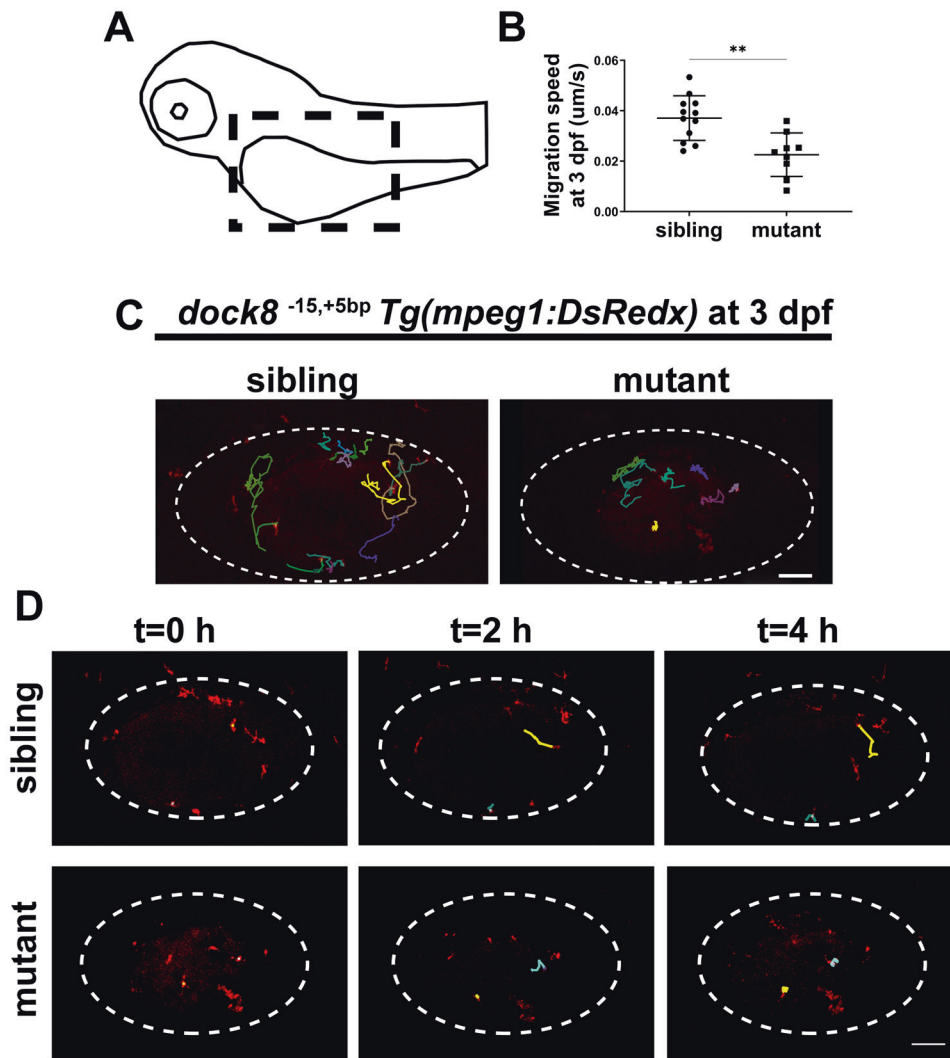 A
B
**
Migration speed
at 3 dpf (um/s)
0.06
0.04
0.02
0.00
sibling mutant
C
dock8 -15,+5bp Tg(mpeg1:DsRedx) at 3 dpf
sibling mutant
D
t=0 h t=2 h t=4 h
sibling
mutant